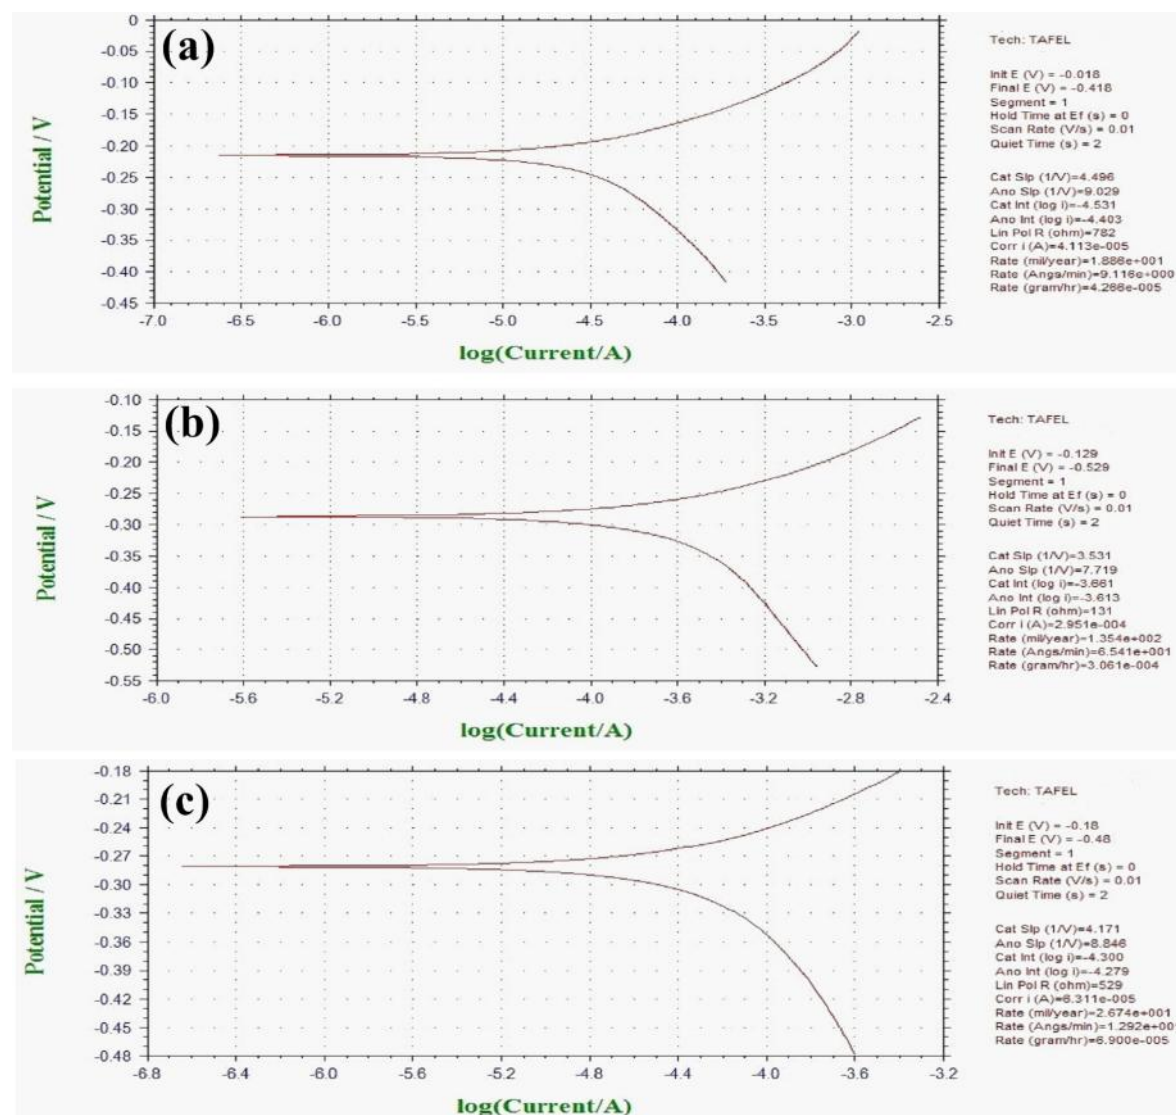 (a)
Potential / V
0
-0.05
-0.10
-0.15
-0.20
-0.25
-0.30
-0.35
-0.40
-0.45
-7.0 -6.5 -6.0 -5.5 -5.0 -4.5 -4.0 -3.5 -3.0 -2.5
log(Current/A)
Tech: TAFEL
Init E (V) = -0.018
Final E (V) = -0.418
Segment = 1
Hold Time at Ef (s) = 0
Scan Rate (V/s) = 0.01
Quiet Time (s) = 2
Cat Slp (1/V)=4.496
Ano Slp (1/V)=9.029
Cat Int (log i)=-4.531
Ano Int (log i)=-4.403
Lin Pol R (ohm)=782
Corr i (A)=4.113e-005
Rate (mil/year)=1.886e+001
Rate (Angs/min)=9.116e+000
Rate (gram/hr)=4.266e-005
(b)
Potential / V
-0.10
-0.15
-0.20
-0.25
-0.30
-0.35
-0.40
-0.45
-0.50
-0.55
-6.0 -5.6 -5.2 -4.8 -4.4 -4.0 -3.6 -3.2 -2.8 -2.4
log(Current/A)
Tech: TAFEL
Init E (V) = -0.129
Final E (V) = -0.529
Segment = 1
Hold Time at Ef (s) = 0
Scan Rate (V/s) = 0.01
Quiet Time (s) = 2
Cat Slp (1/V)=3.531
Ano Slp (1/V)=7.719
Cat Int (log i)=-3.661
Ano Int (log i)=-3.613
Lin Pol R (ohm)=131
Corr i (A)=2.951e-004
Rate (mil/year)=1.354e+002
Rate (Angs/min)=6.541e+001
Rate (gram/hr)=3.061e-004
(c)
Potential / V
-0.18
-0.21
-0.24
-0.27
-0.30
-0.33
-0.36
-0.39
-0.42
-0.45
-0.48
-6.8 -6.4 -6.0 -5.6 -5.2 -4.8 -4.4 -4.0 -3.6 -3.2
log(Current/A)
Tech: TAFEL
Init E (V) = -0.18
Final E (V) = -0.48
Segment = 1
Hold Time at Ef (s) = 0
Scan Rate (V/s) = 0.01
Quiet Time (s) = 2
Cat Slp (1/V)=4.171
Ano Slp (1/V)=8.846
Cat Int (log i)=-4.300
Ano Int (log i)=-4.279
Lin Pol R (ohm)=529
Corr i (A)=6.311e-005
Rate (mil/year)=2.674e+001
Rate (Angs/min)=1.292e+00
Rate (gram/hr)=6.900e-005